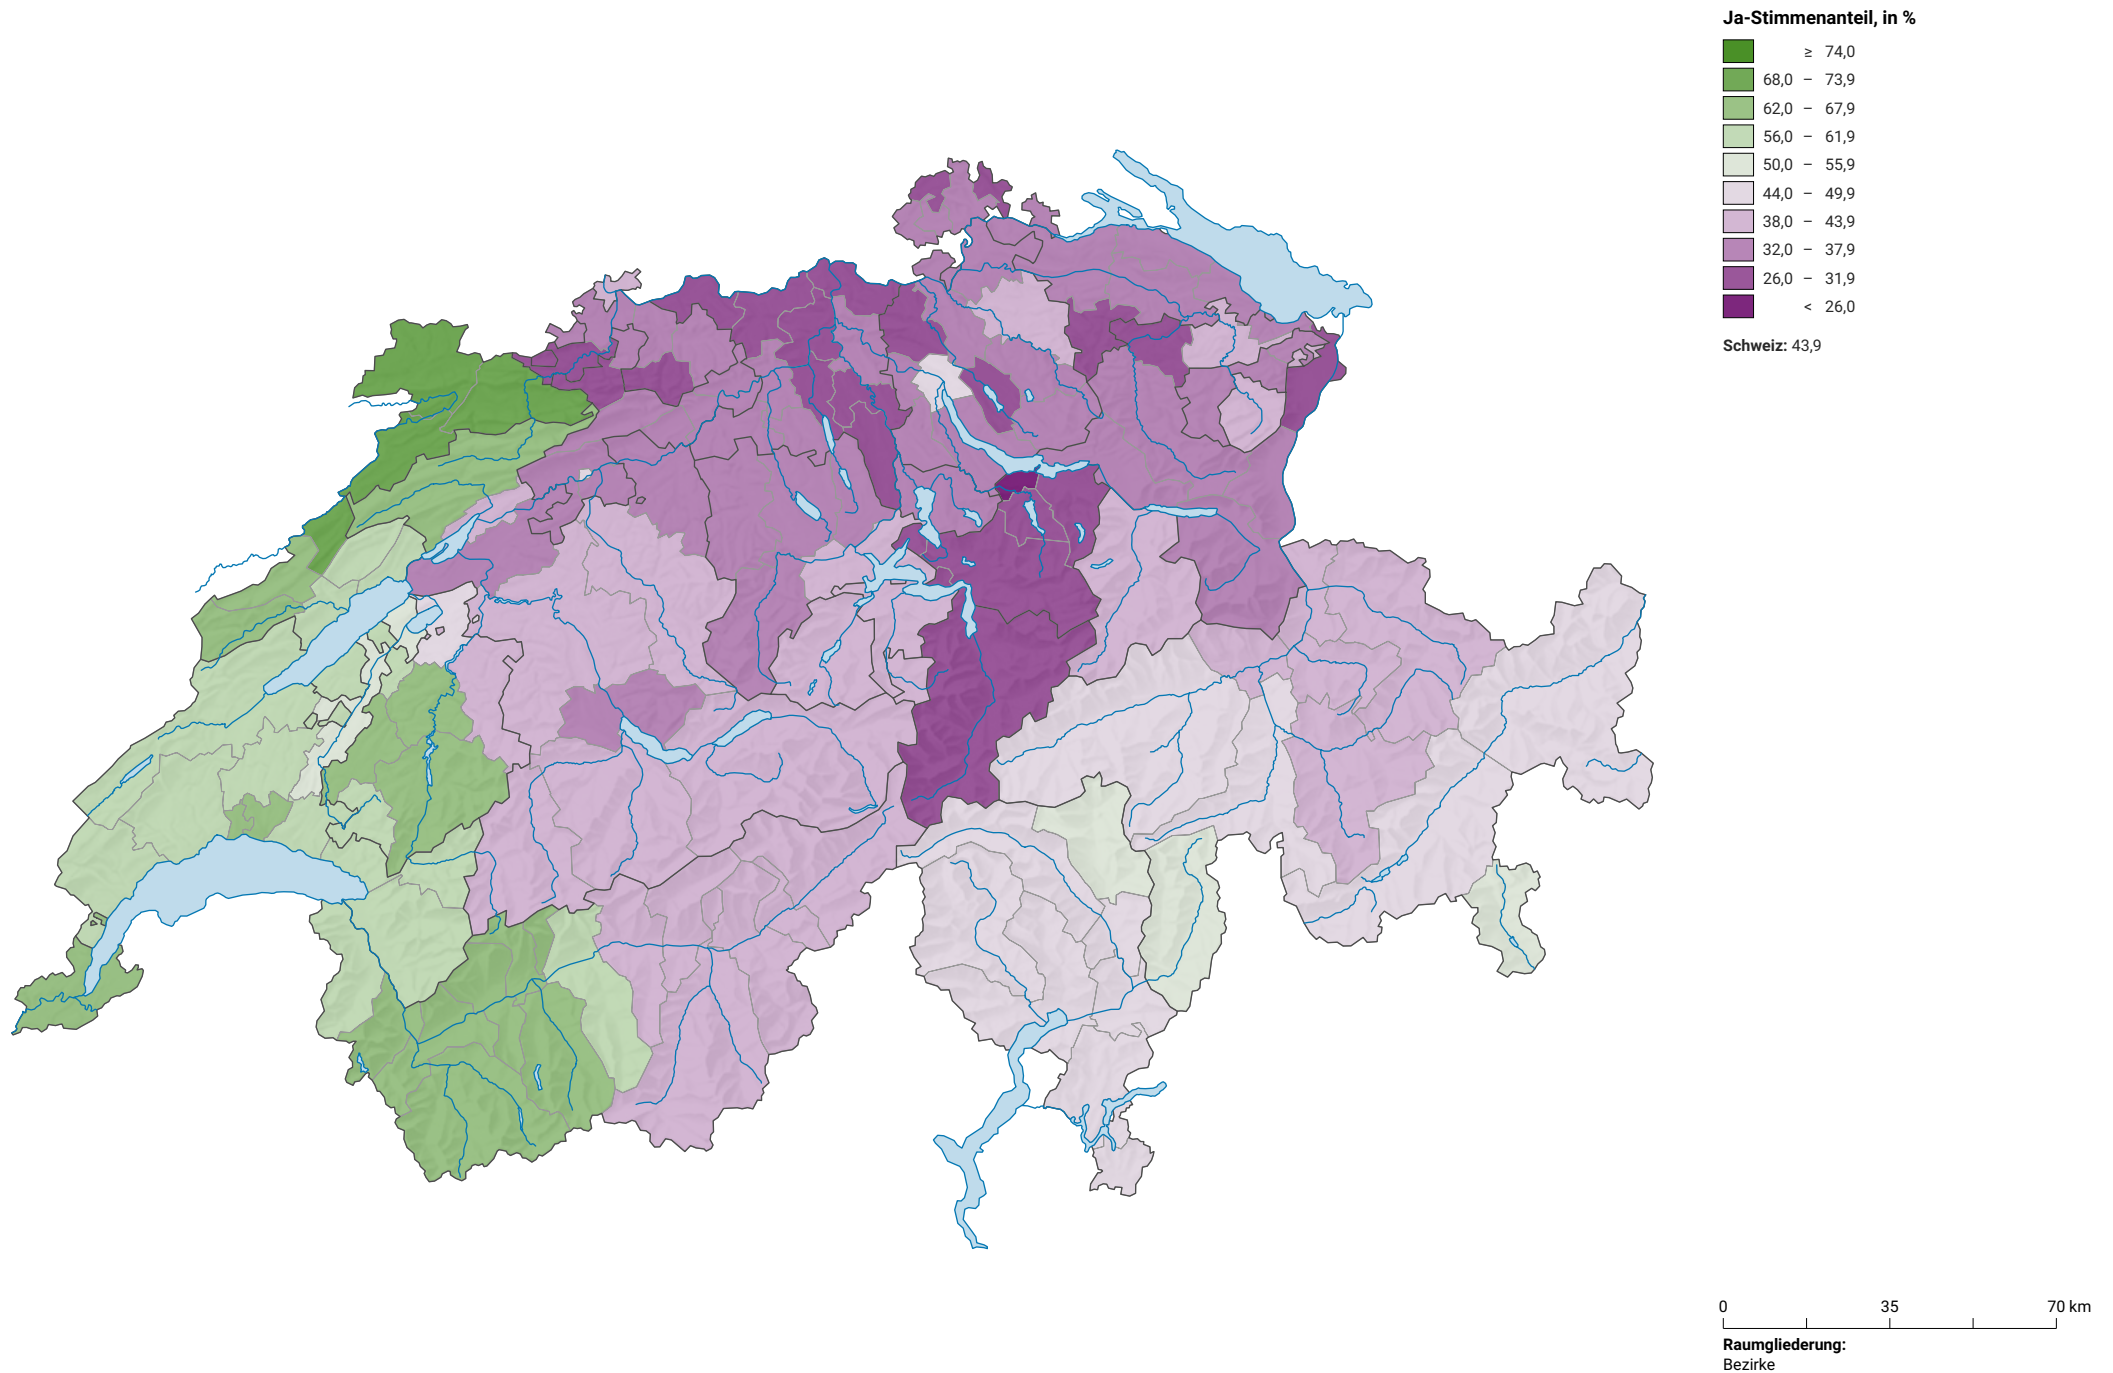 Ja-Stimmenanteil, in %
≥ 74,0
68,0 – 73,9
62,0 – 67,9
56,0 – 61,9
50,0 – 55,9
44,0 – 49,9
38,0 – 43,9
32,0 – 37,9
26,0 – 31,9
< 26,0
Schweiz: 43,9
0 35 70 km
Raumgliederung:
Bezirke